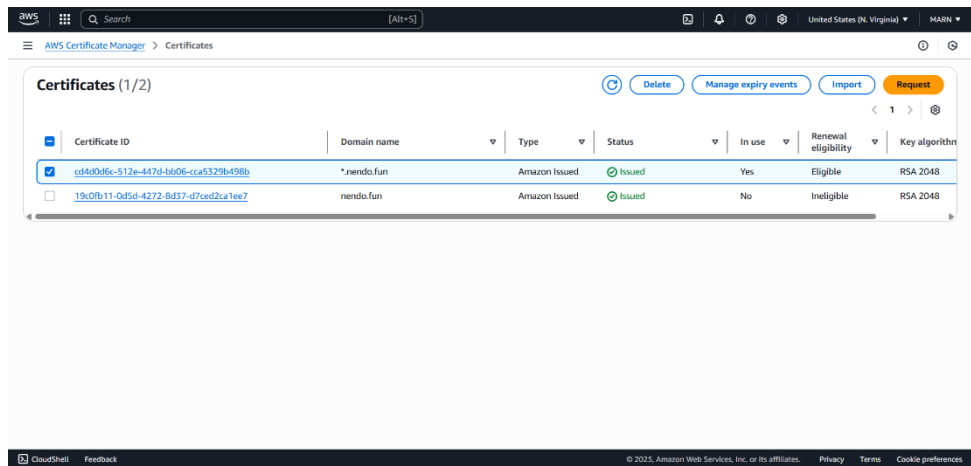 aws Search [Alt+S] United States (N. Virginia) MARN
AWS Certificate Manager > Certificates
Certificates (1/2) Delete Manage expiry events Import Request
1
Certificate ID Domain name Type Status In use Renewal eligibility Key algorithn
cd4d0d6c-512e-447d-bb06-cca5329b498b *.nendo.fun Amazon Issued Issued Yes Eligible RSA 2048
19c0fb11-0d5d-4272-8d37-d7ced2ca1ee7 nendo.fun Amazon Issued Issued No Ineligible RSA 2048
CloudShell Feedback © 2025, Amazon Web Services, Inc. or its affiliates. Privacy Terms Cookie preferences